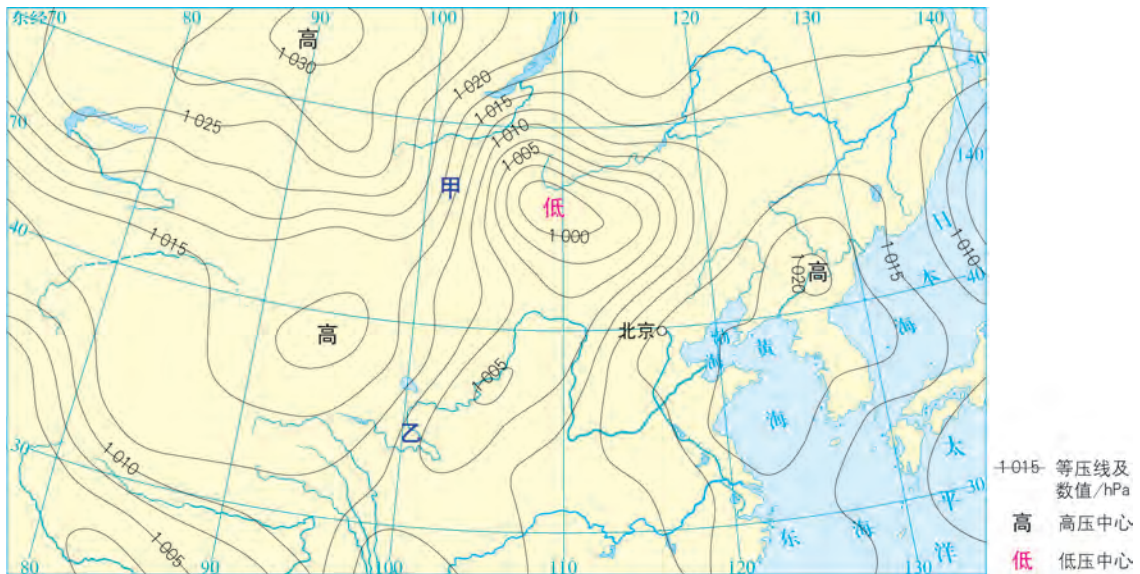 东经70 80 90 100 110 120 130 140
高
1 030
50
1 020
1 015
1 025
1 010
70
1 005
140
甲
低
日
40
1 015
1 000
1 010
1 015
高
1 020
本
40
高
北京
渤
海
黄
海
海
1 005
乙
30
太
1 010
平
30
1 005
东
海
洋
80 90 100 110 120 130
1 015 等压线及
数值/hPa
高 高压中心
低 低压中心